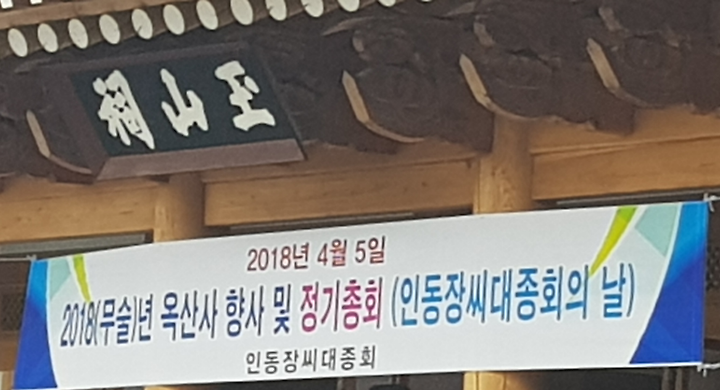 玉山祠
2018년 4월 5일
2018(무술)년 옥산사 향사 및 정기총회 (인동장씨대종회의 날)
인동장씨대종회